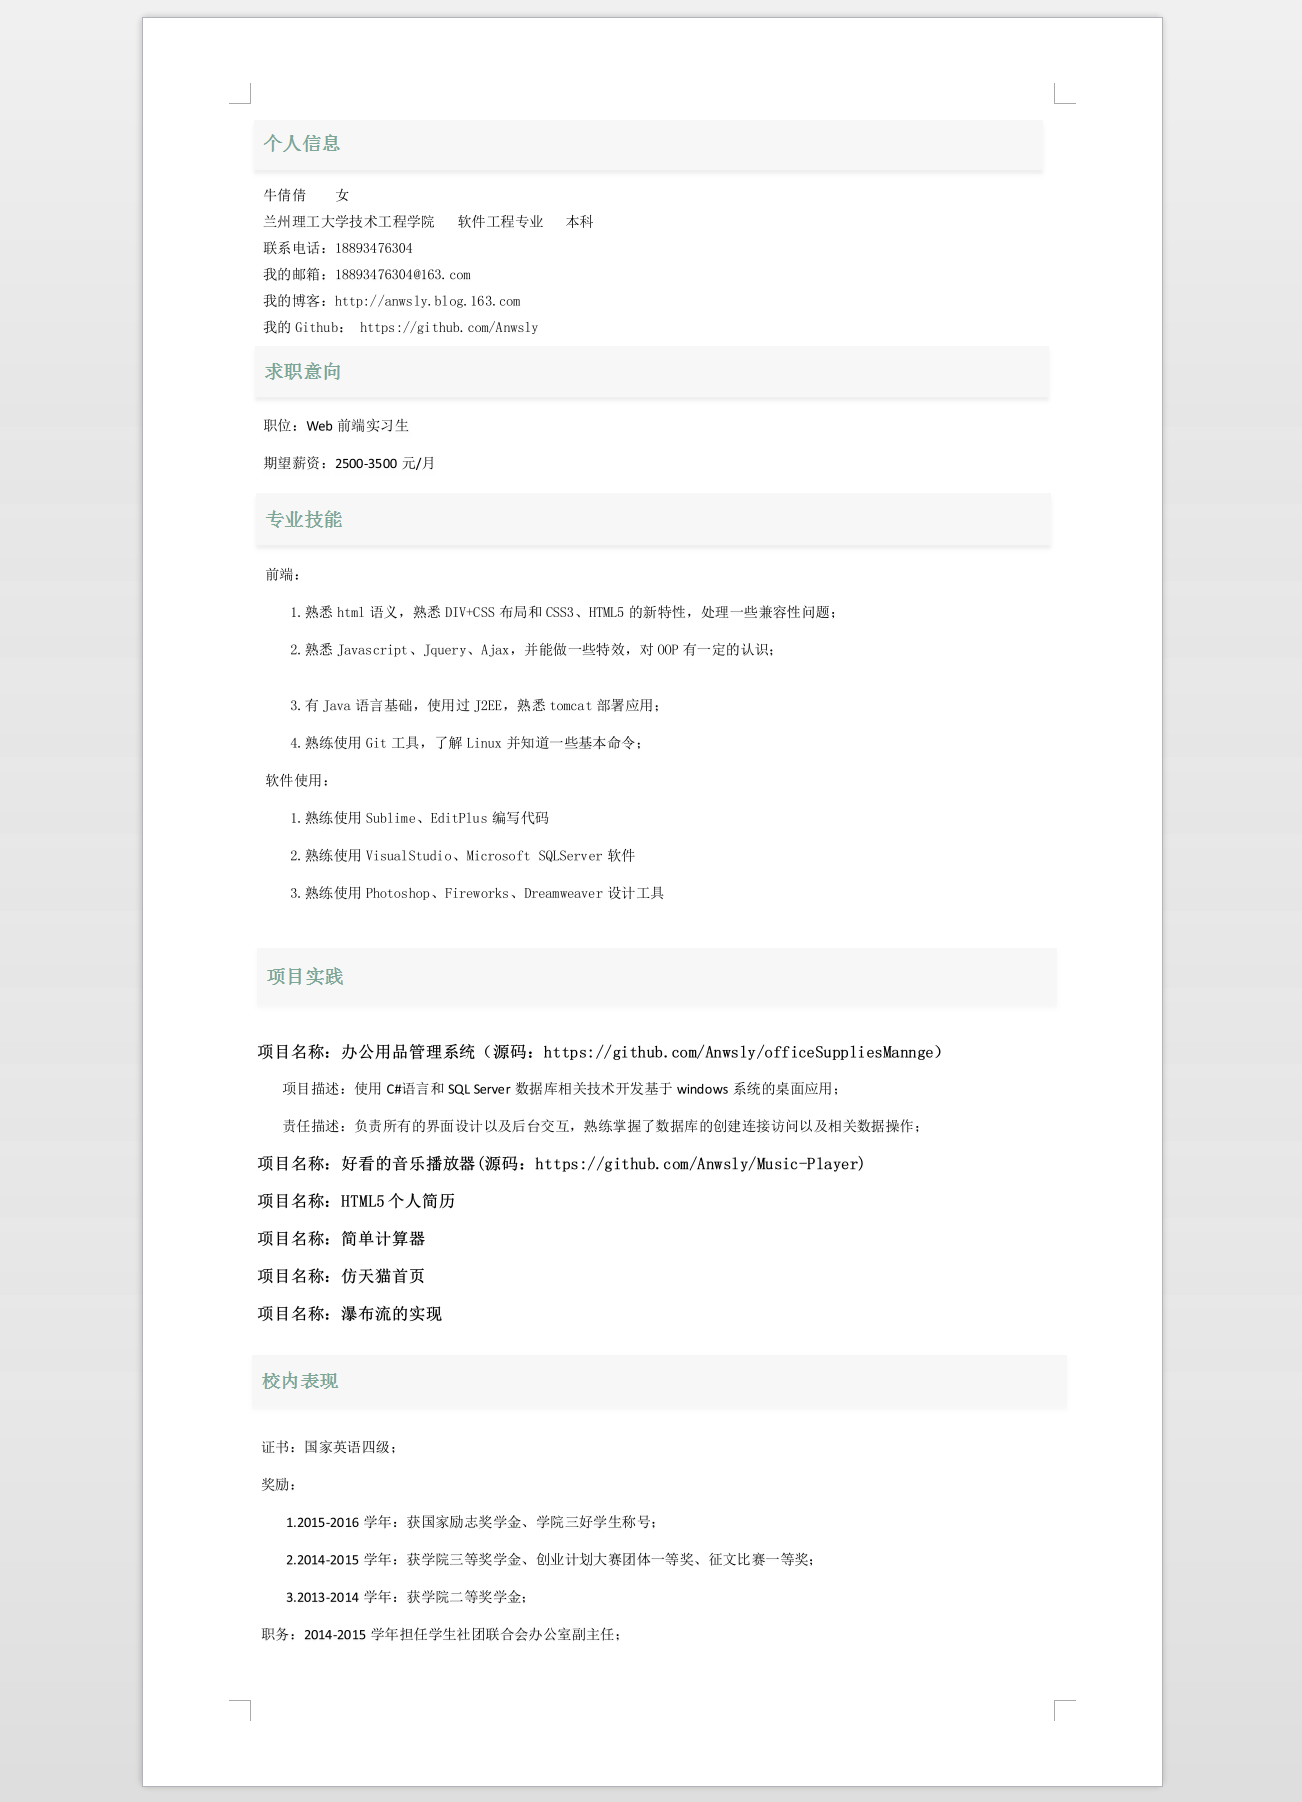 个人信息
牛倩倩 女
兰州理工大学技术工程学院 软件工程专业 本科
联系电话：18893476304
我的邮箱：18893476304@163.com
我的博客：http://anwsly.blog.163.com
我的 Github： https://github.com/Anwsly
求职意向
职位：Web 前端实习生
期望薪资：2500-3500 元/月
专业技能
前端：
1.熟悉 html 语义，熟悉 DIV+CSS 布局和 CSS3、HTML5 的新特性，处理一些兼容性问题；
2.熟悉 Javascript、Jquery、Ajax，并能做一些特效，对 OOP 有一定的认识；
3.有 Java 语言基础，使用过 J2EE，熟悉 tomcat 部署应用；
4.熟练使用 Git 工具，了解 Linux 并知道一些基本命令；
软件使用：
1.熟练使用 Sublime、EditPlus 编写代码
2.熟练使用 VisualStudio、Microsoft SQLServer 软件
3.熟练使用 Photoshop、Fireworks、Dreamweaver 设计工具
项目实践
项目名称：办公用品管理系统（源码：https://github.com/Anwsly/officeSuppliesMannge）
项目描述：使用 C#语言和 SQL Server 数据库相关技术开发基于 windows 系统的桌面应用；
责任描述：负责所有的界面设计以及后台交互，熟练掌握了数据库的创建连接访问以及相关数据操作；
项目名称：好看的音乐播放器(源码：https://github.com/Anwsly/Music-Player)
项目名称：HTML5 个人简历
项目名称：简单计算器
项目名称：仿天猫首页
项目名称：瀑布流的实现
校内表现
证书：国家英语四级；
奖励：
1.2015-2016 学年：获国家励志奖学金、学院三好学生称号；
2.2014-2015 学年：获学院三等奖学金、创业计划大赛团体一等奖、征文比赛一等奖；
3.2013-2014 学年：获学院二等奖学金；
职务：2014-2015 学年担任学生社团联合会办公室副主任；